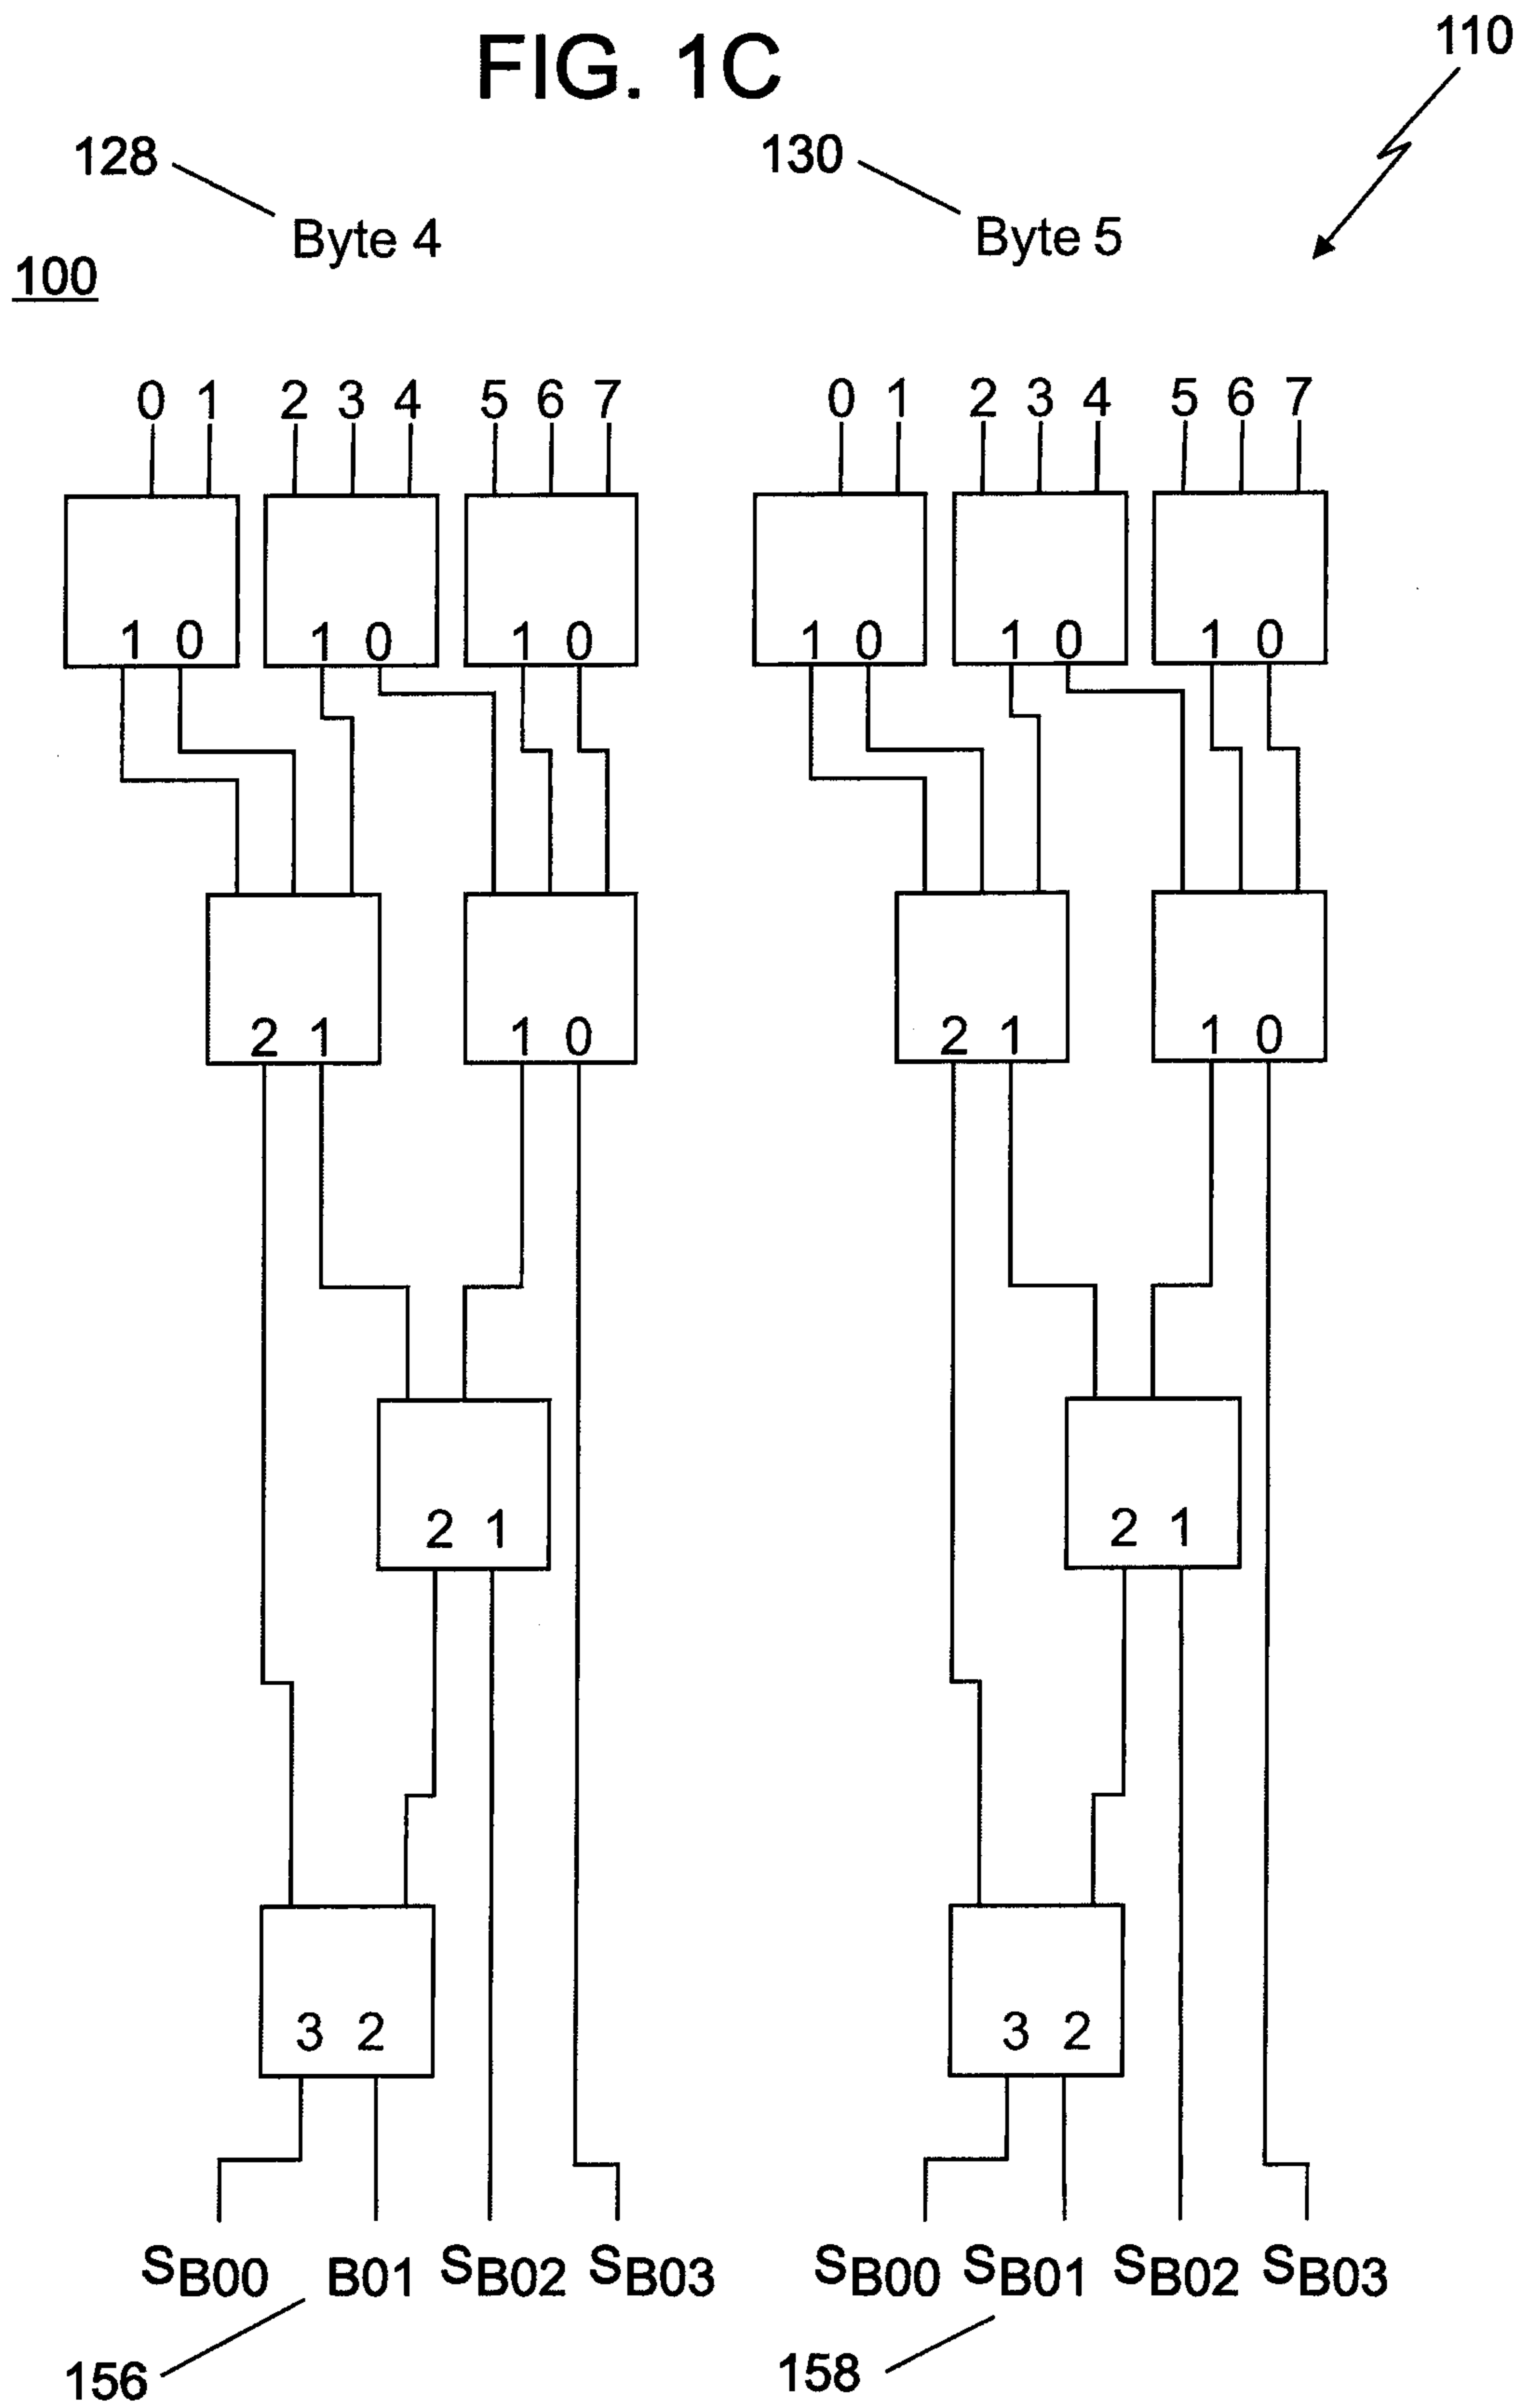 FIG. 1C
110
128
130
Byte 4
Byte 5
100
0 1 2 3 4 5 6 7
0 1 2 3 4 5 6 7
1 0 1 0 1 0
1 0 1 0 1 0
2 1 1 0
2 1 1 0
2 1
2 1
3 2
3 2
SB00 B01 SB02 SB03
SB00 SB01 SB02 SB03
156
158